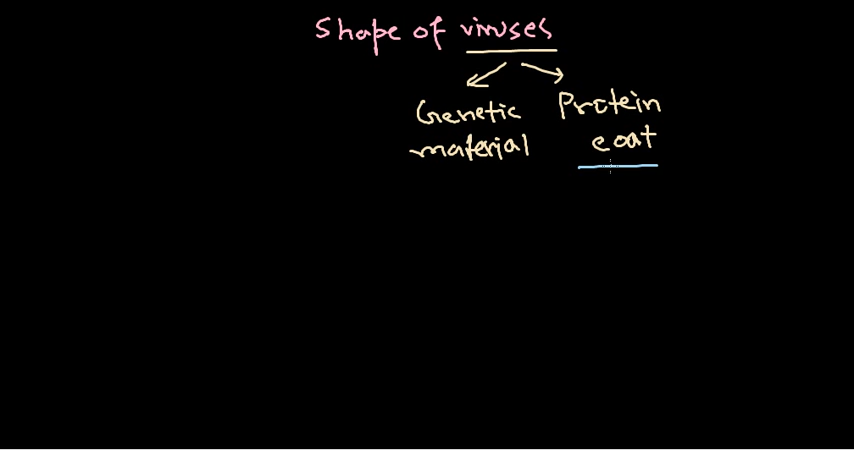 Shape of viruses
Genetic material
Protein coat